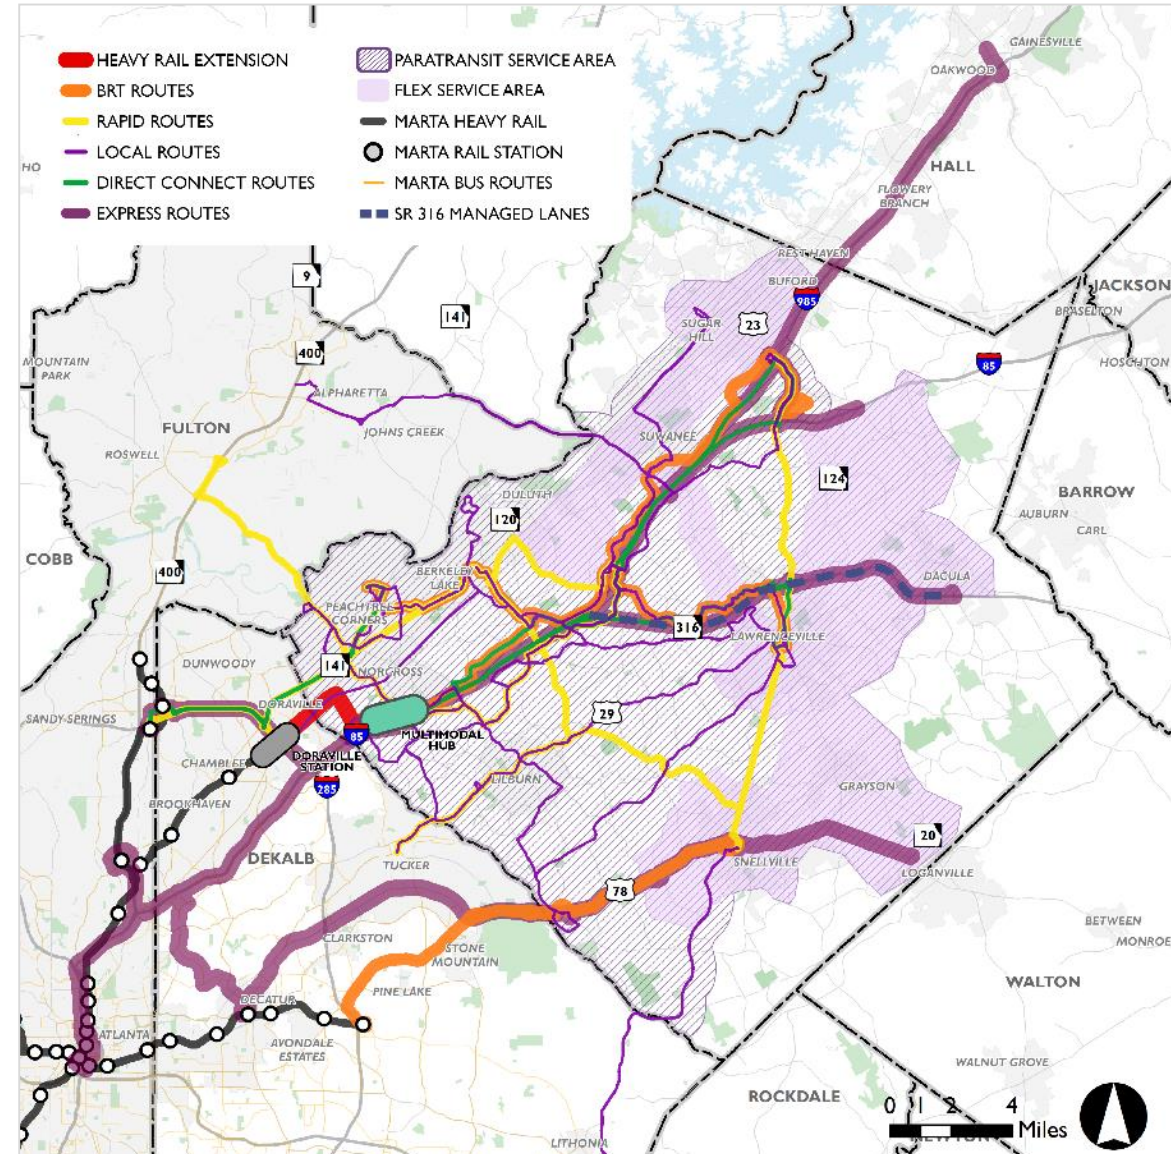 HEAVY RAIL EXTENSION
BRT ROUTES
RAPID ROUTES
LOCAL ROUTES
DIRECT CONNECT ROUTES
EXPRESS ROUTES
PARATRANSIT SERVICE AREA
FLEX SERVICE AREA
MARTA HEAVY RAIL
MARTA RAIL STATION
MARTA BUS ROUTES
SR 316 MANAGED LANES
GAINESVILLE
OAKWOOD
HO
HALL
FLOWERY
BRANCH
REST HAVEN
BUFORD
9
985
JACKSON
BRASELTON
141
SUGAR
HILL
23
400
MOUNTAIN
PARK
85
HOSCHTON
ALPHARETTA
FULTON
JOHNS CREEK
SUWANEE
ROSWELL
124
DULUTH
BARROW
120
AUBURN
CARL
COBB
400
BERKELEY
LAKE
DACULA
PEACHTREE
CORNERS
316
LAWRENCEVILLE
DUNWOODY
141
NORCROSS
DORAVILLE
SANDY SPRINGS
29
85
MULTIMODAL
HUB
CHAMBLEE
DORAVILLE
STATION
LILBURN
285
GRAYSON
BROOKHAVEN
20
DEKALB
TUCKER
SNELLVILLE
LOGANVILLE
78
BETWEEN
CLARKSTON
MONROE
STONE
MOUNTAIN
WALTON
PINE LAKE
DECATUR
ATLANTA
AVONDALE
ESTATES
WALNUT GROVE
ROCKDALE
0 1 2 4
Miles
NEWTON
LITHONIA